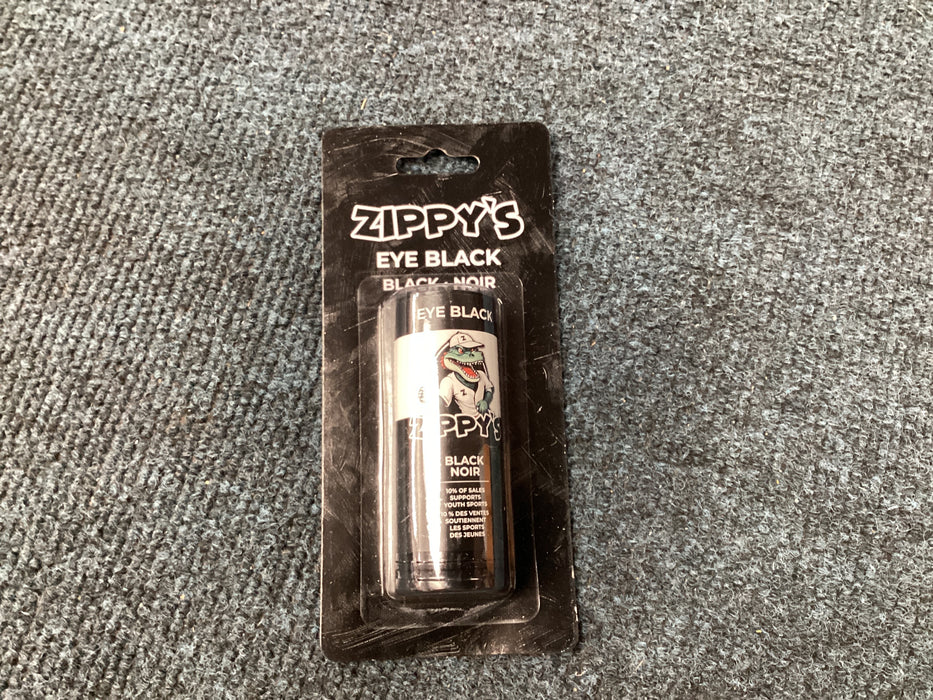 ZIPPY'S
EYE BLACK
BLACK • NOIR
EYE BLACK
Z
Z
ZIPPY'S
BLACK
NOIR
10% OF SALES
SUPPORTS
YOUTH SPORTS
10 % DES VENTES
SOUTIENNENT
LES SPORTS
DES JEUNES